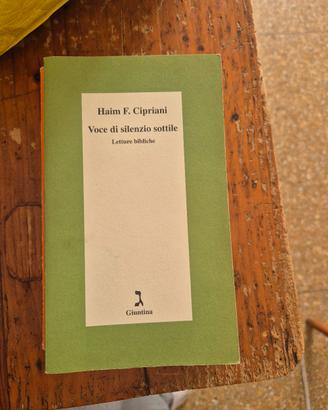 Haim F. Cipriani
Voce di silenzio sottile
Letture bibliche
ג
Giuntina